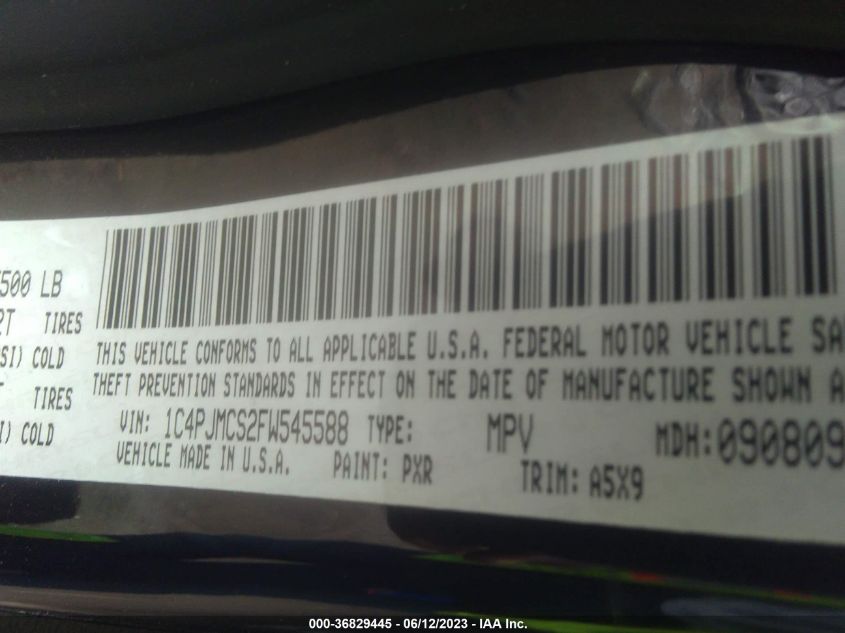 500 LB
TIRES
SI) COLD
TIRES
I) COLD
THIS VEHICLE CONFORMS TO ALL APPLICABLE U.S.A. FEDERAL MOTOR VEHICLE SA
THEFT PREVENTION STANDARDS IN EFFECT ON THE DATE OF MANUFACTURE SHOWN A
VIN: 1C4PJMCS2FW545588 TYPE: MPV MDH: 090809
VEHICLE MADE IN U.S.A. PAINT: PXR TRIM: A5X9
000-36829445 - 06/12/2023 - IAA Inc.